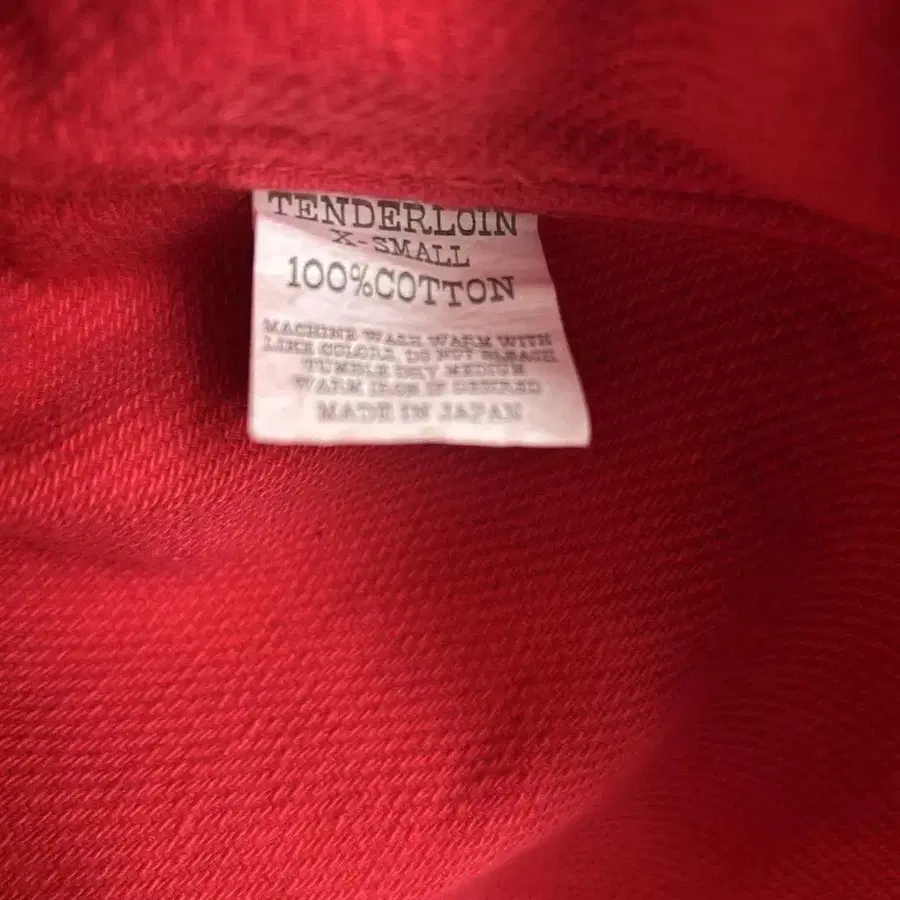 TENDERLOIN
X-SMALL
100%COTTON
MACHINE WASH WARM WITH
LIKE COLORS, DO NOT BLEACH
TUMBLE DRY MEDIUM
WARM IRON IF DESIRED
MADE IN JAPAN